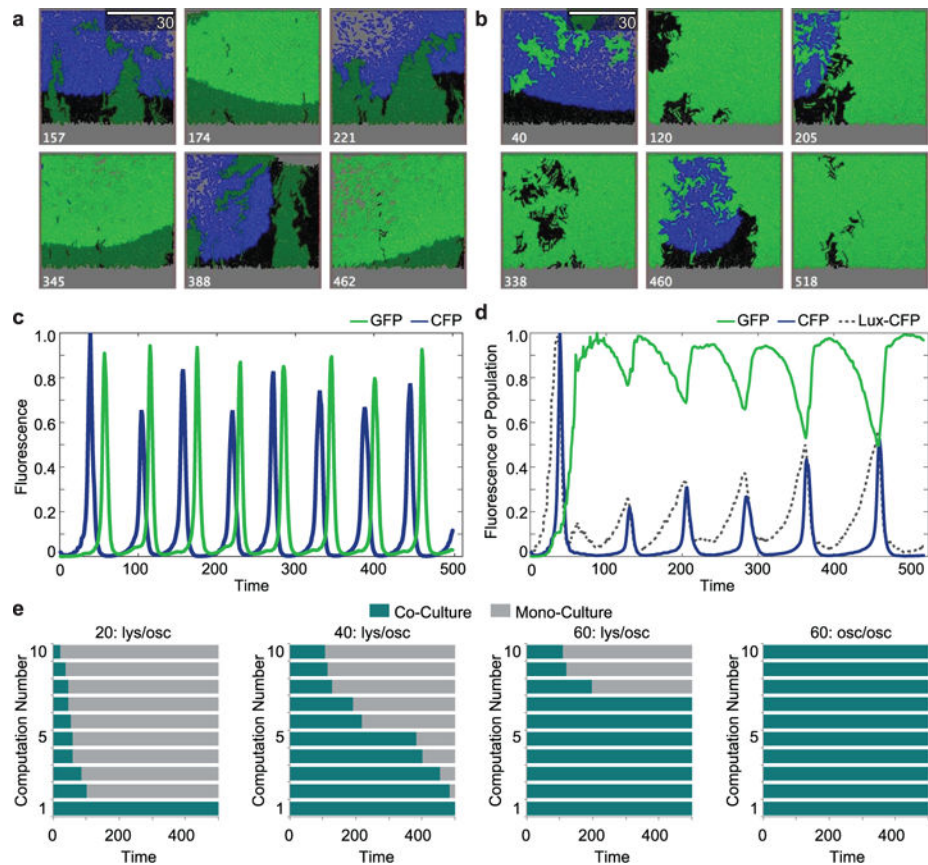 a
b
30
30
157
174
221
40
120
205
345
388
462
338
460
518
c
GFP CFP
1.0
0.8
0.6
0.4
0.2
0
Fluorescence
0 100 200 300 400 500
Time
d
GFP CFP Lux-CFP
1.0
0.8
0.6
0.4
0.2
0
Fluorescence or Population
0 100 200 300 400 500
Time
e
Co-Culture Mono-Culture
20: lys/osc
40: lys/osc
60: lys/osc
60: osc/osc
Computation Number
10
5
1
0 200 400
Time
Computation Number
10
5
1
0 200 400
Time
Computation Number
10
5
1
0 200 400
Time
Computation Number
10
5
1
0 200 400
Time